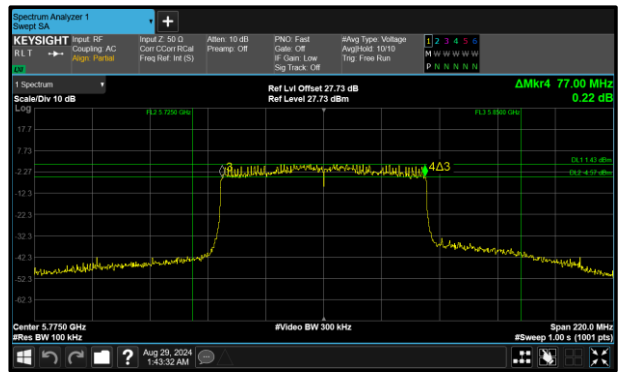 Spectrum Analyzer 1
Swept SA
KEYSIGHT
RLT
LW
Input: RF
Coupling: AC
Align: Partial
Input Z: 50 Ω
Corr CCorr RCal
Freq Ref: Int (S)
Atten: 10 dB
Preamp: Off
PNO: Fast
Gate: Off
IF Gain: Low
Sig Track: Off
#Avg Type: Voltage
Avg|Hold: 10/10
Trig: Free Run
1 2 3 4 5 6
M W W W W W
P N N N N N
1 Spectrum
Scale/Div 10 dB
Log
Ref Lvl Offset 27.73 dB
Ref Level 27.73 dBm
ΔMkr4 77.00 MHz
0.22 dB
FL2 5.7250 GHz
FL3 5.8500 GHz
17.7
7.73
-2.27
-12.3
-22.3
-32.3
-42.3
-52.3
-62.3
3
4Δ3
DL1 1.43 dBm
DL2 -4.57 dBm
Center 5.7750 GHz
#Res BW 100 kHz
#Video BW 300 kHz
Span 220.0 MHz
#Sweep 1.00 s (1001 pts)
?
Aug 29, 2024
1:43:32 AM